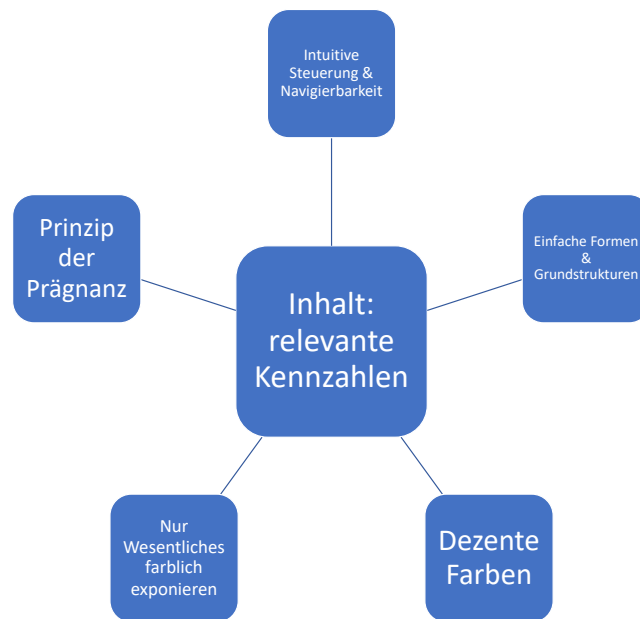 Intuitive
Steuerung &
Navigierbarkeit
Prinzip
der
Prägnanz
Einfache Formen
&
Grundstrukturen
Inhalt:
relevante
Kennzahlen
Nur
Wesentliches
farblich
exponieren
Dezente
Farben